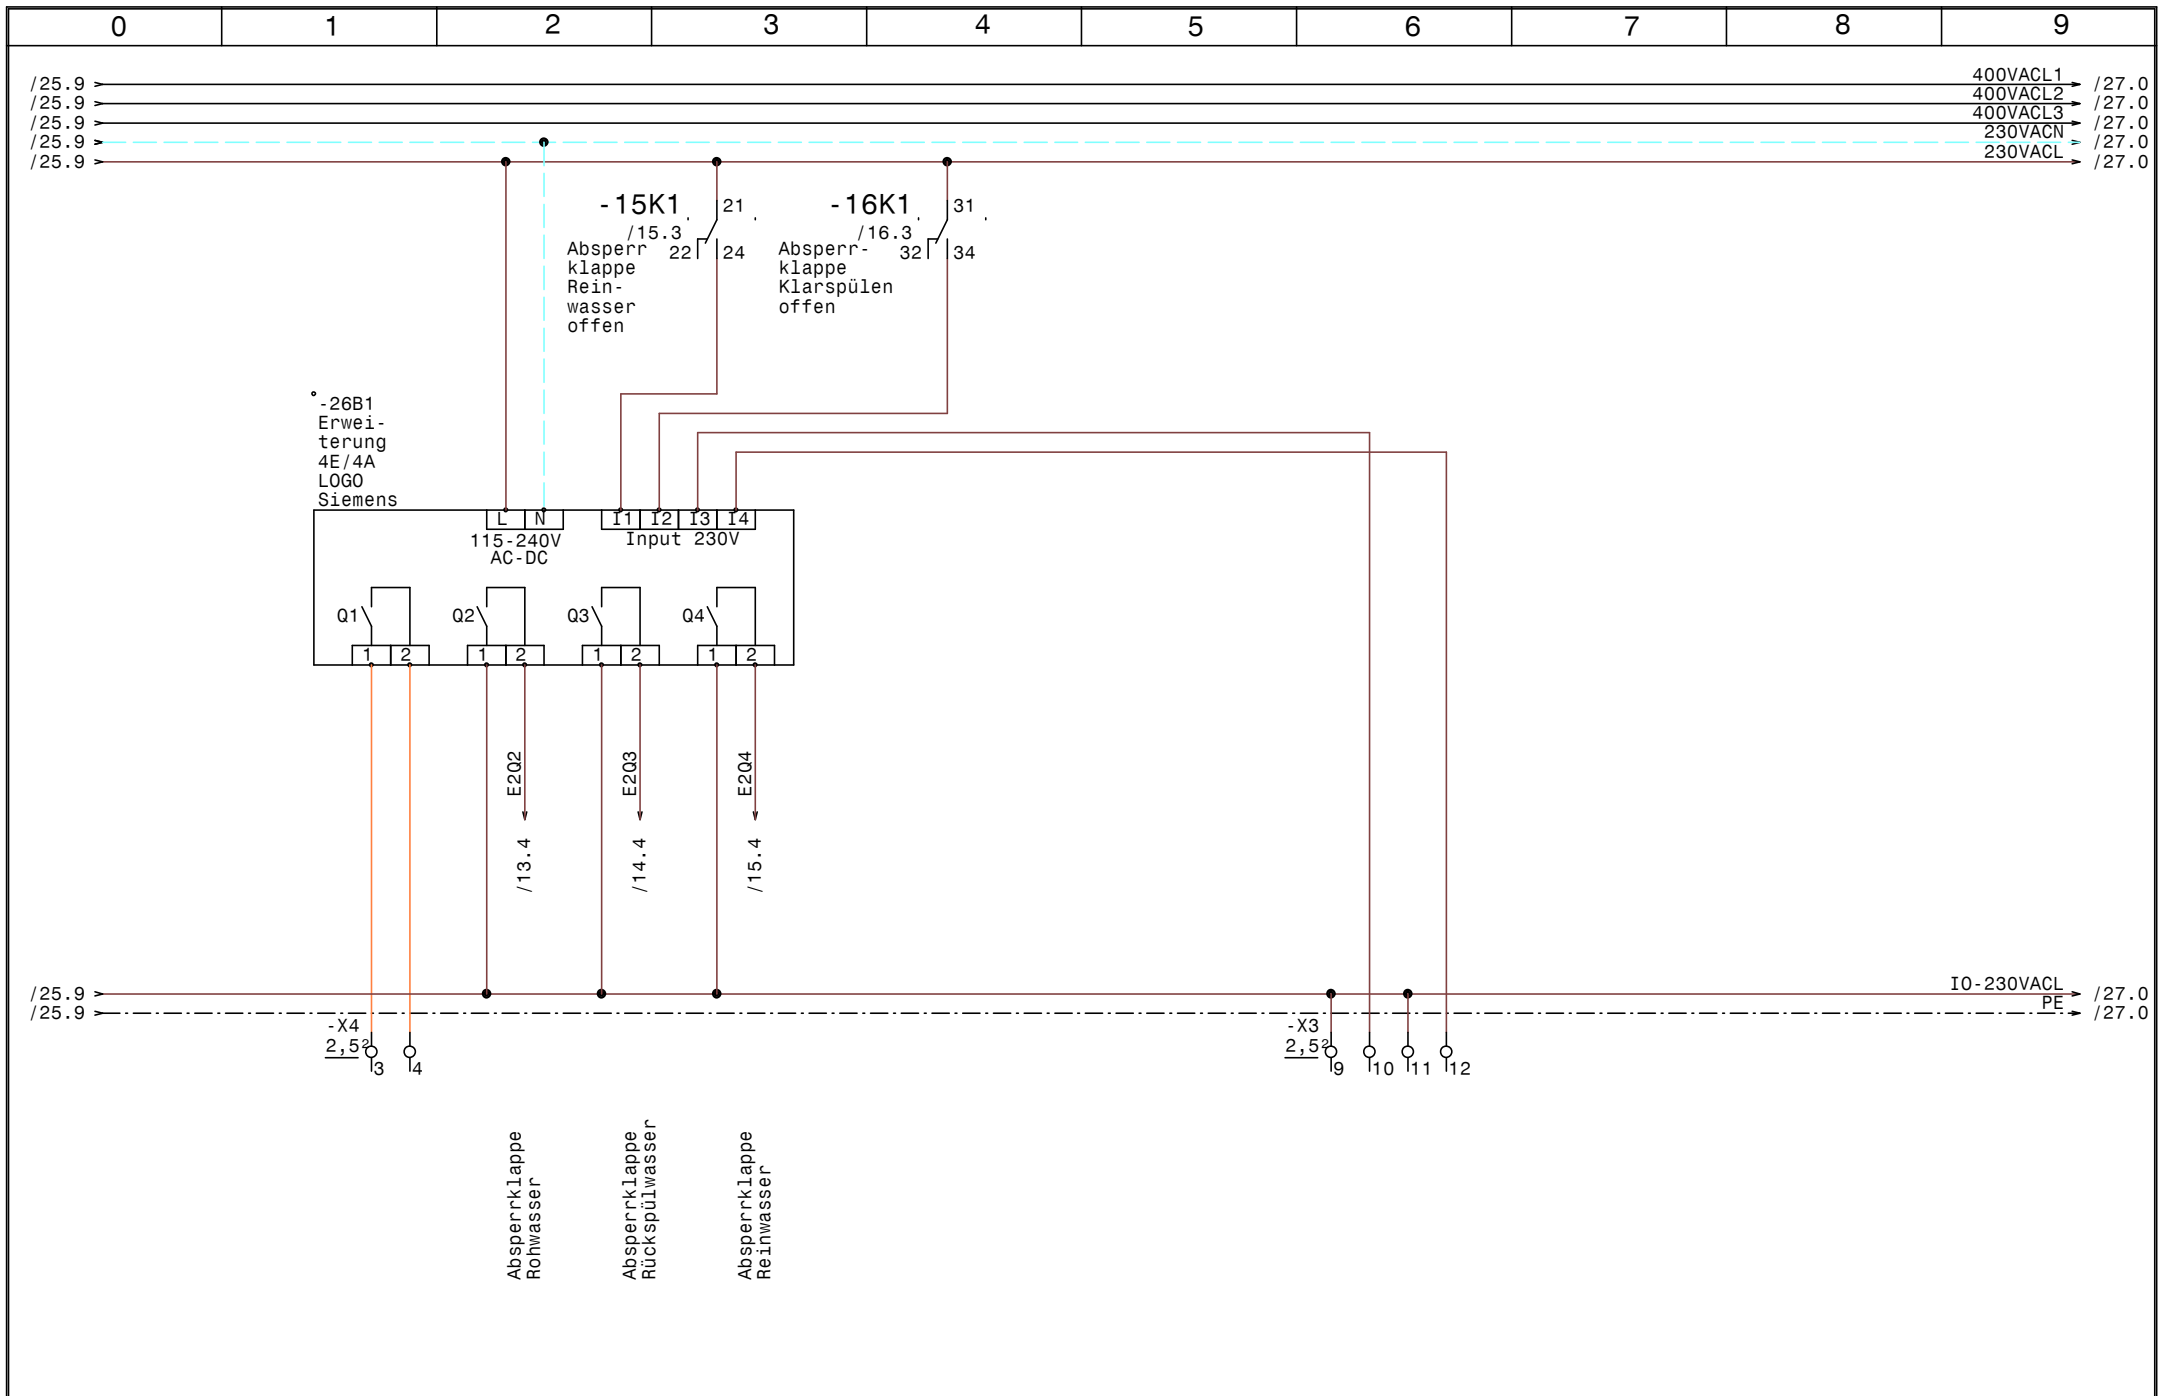 0 1 2 3 4 5 6 7 8 9
/25.9 400VACL1 /27.0
/25.9 400VACL2 /27.0
/25.9 400VACL3 /27.0
/25.9 230VACN /27.0
/25.9 230VACL /27.0
-15K1
/15.3
21
22 24
Absperr
klappe
Rein-
wasser
offen
-16K1
/16.3
31
32 34
Absperr-
klappe
Klarspülen
offen
-26B1
Erwei-
terung
4E/4A
LOGO
Siemens
L N I1 I2 I3 I4
115-240V
AC-DC
Input 230V
Q1 Q2 Q3 Q4
1 2 1 2 1 2 1 2
E2Q2
/13.4
E2Q3
/14.4
E2Q4
/15.4
/25.9 IO-230VACL /27.0
/25.9 PE /27.0
-X4
2,5²
3 4
-X3
2,5²
9 10 11 12
Absperrklappe
Rohwasser
Absperrklappe
Rückspülwasser
Absperrklappe
Reinwasser